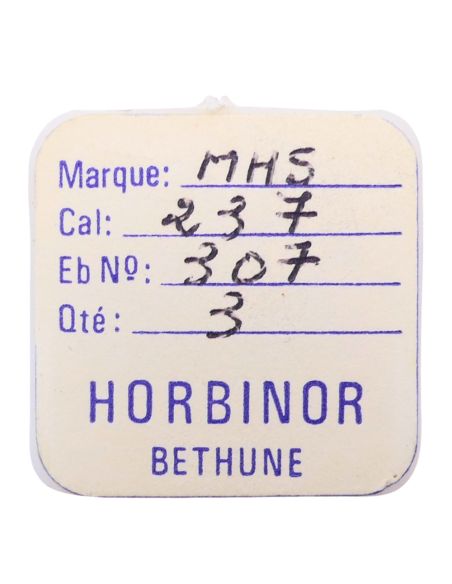 Marque: MHS
Cal: 237
Eb Nº: 307
Qté: 3
HORBINOR
BETHUNE